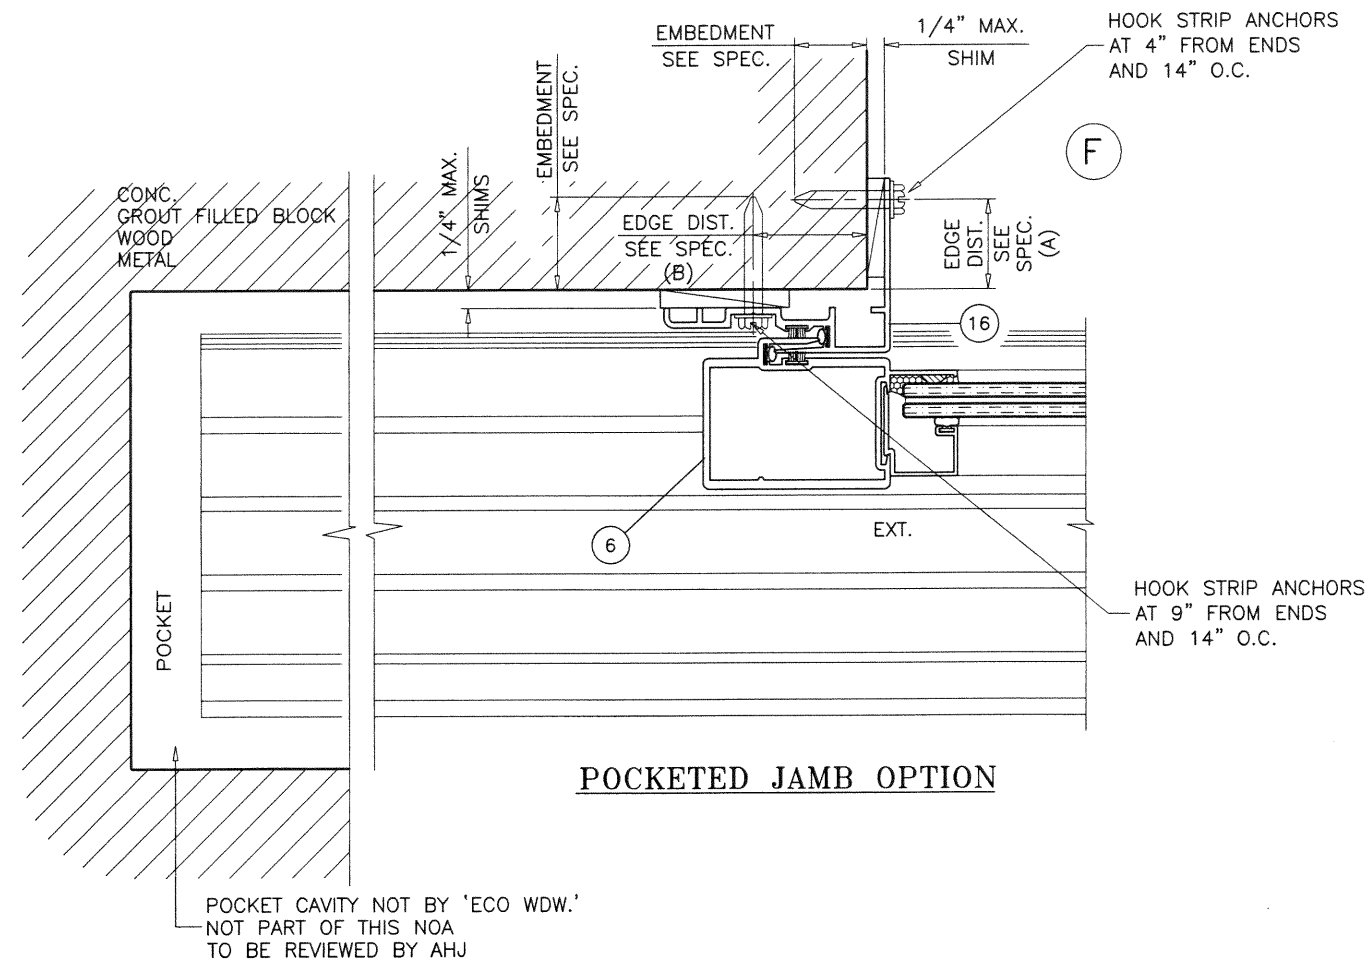 EMBEDMENT
SEE SPEC.
1/4" MAX.
SHIM
HOOK STRIP ANCHORS
AT 4" FROM ENDS
AND 14" O.C.
F
EMBEDMENT
SEE SPEC.
1/4" MAX.
SHIMS
CONC.
GROUT FILLED BLOCK
WOOD
METAL
EDGE DIST.
SEE SPEC.
(B)
EDGE
DIST.
SEE
SPEC.
(A)
16
6
EXT.
HOOK STRIP ANCHORS
AT 9" FROM ENDS
AND 14" O.C.
POCKET
POCKETED JAMB OPTION
POCKET CAVITY NOT BY 'ECO WDW.'
NOT PART OF THIS NOA
TO BE REVIEWED BY AHJ